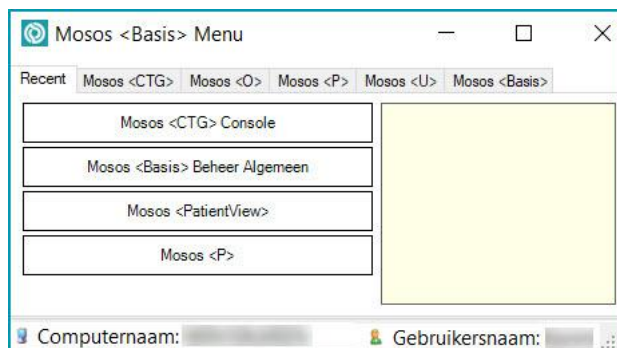 Mosos <Basis> Menu
Recent Mosos <CTG> Mosos <O> Mosos <P> Mosos <U> Mosos <Basis>
Mosos <CTG> Console
Mosos <Basis> Beheer Algemeen
Mosos <PatientView>
Mosos <P>
Computernaam: Gebruikersnaam: